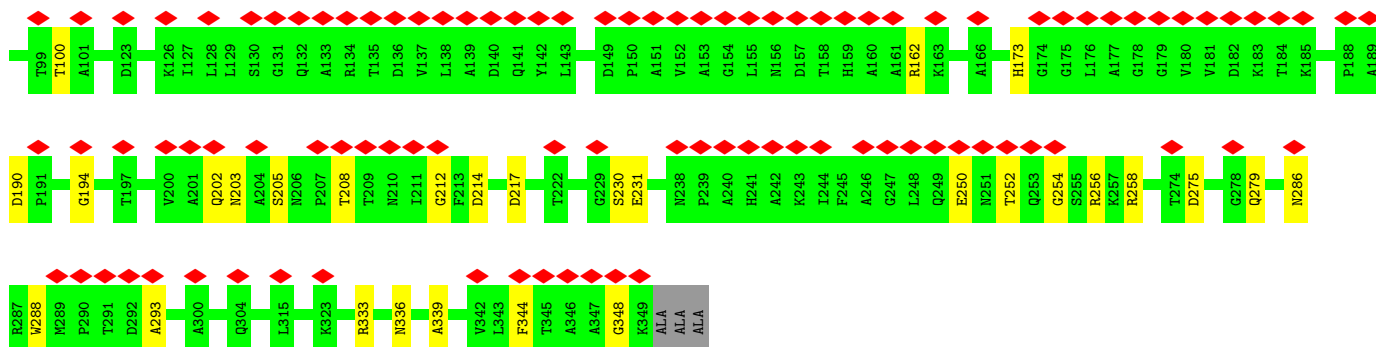 T99 T100 A101 D123 K126 I127 L128 L129 S130 G131 Q132 A133 R134 T135 D136 V137 L138 A139 D140 Q141 Y142 L143 D149 P150 A151 V152 A153 G154 L155 N156 D157 T158 H159 A160 A161 R162 K163 A166 H173 G174 G175 L176 A177 G178 G179 V180 V181 D182 K183 T184 K185 P188 A189
D190 P191 G194 T197 V200 A201 Q202 N203 A204 S205 N206 P207 T208 T209 N210 I211 G212 F213 D214 D217 T222 G229 S230 E231 N238 P239 A240 H241 A242 K243 I244 F245 A246 G247 L248 Q249 E250 N251 T252 Q253 G254 S255 R256 K257 R258 T274 D275 G278 Q279 N286
R287 W288 M289 P290 T291 D292 A293 A300 Q304 L315 K323 R333 N336 A339 V342 L343 F344 T345 A346 A347 G348 K349 ALA ALA ALA